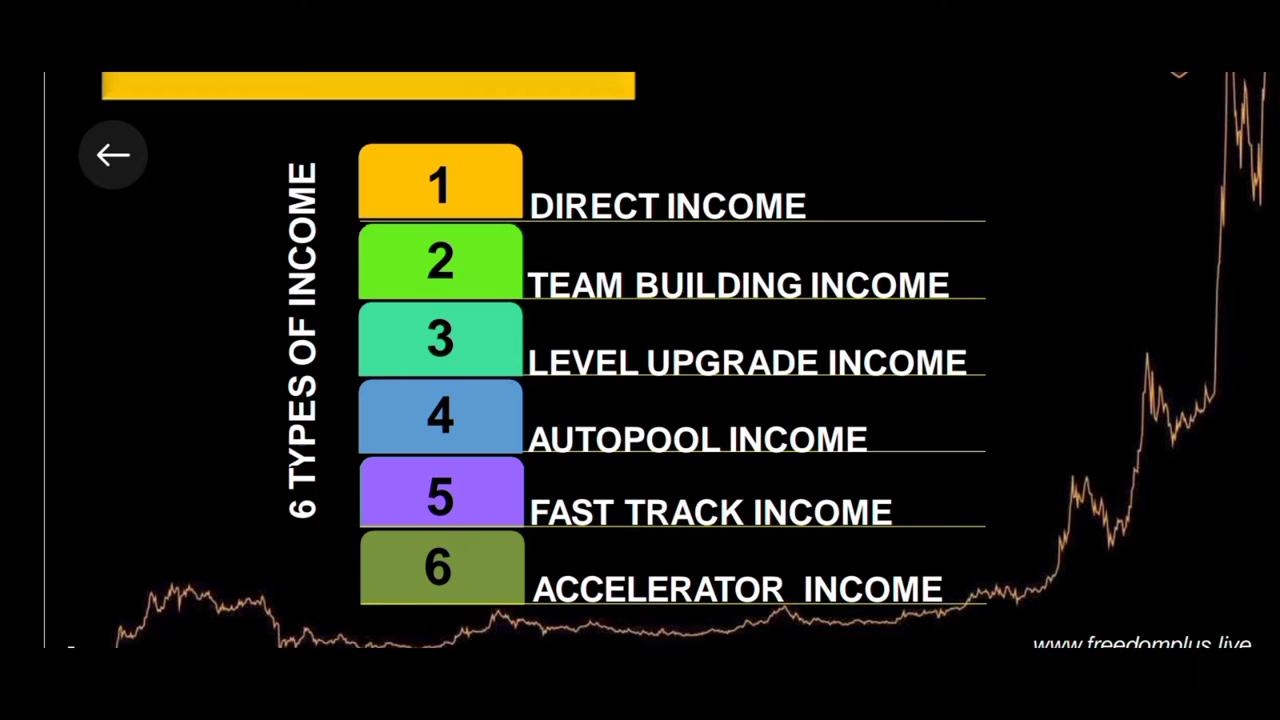 6 TYPES OF INCOME
1
DIRECT INCOME
2
TEAM BUILDING INCOME
3
LEVEL UPGRADE INCOME
4
AUTOPOOL INCOME
5
FAST TRACK INCOME
6
ACCELERATOR INCOME
www.freedomplus.live